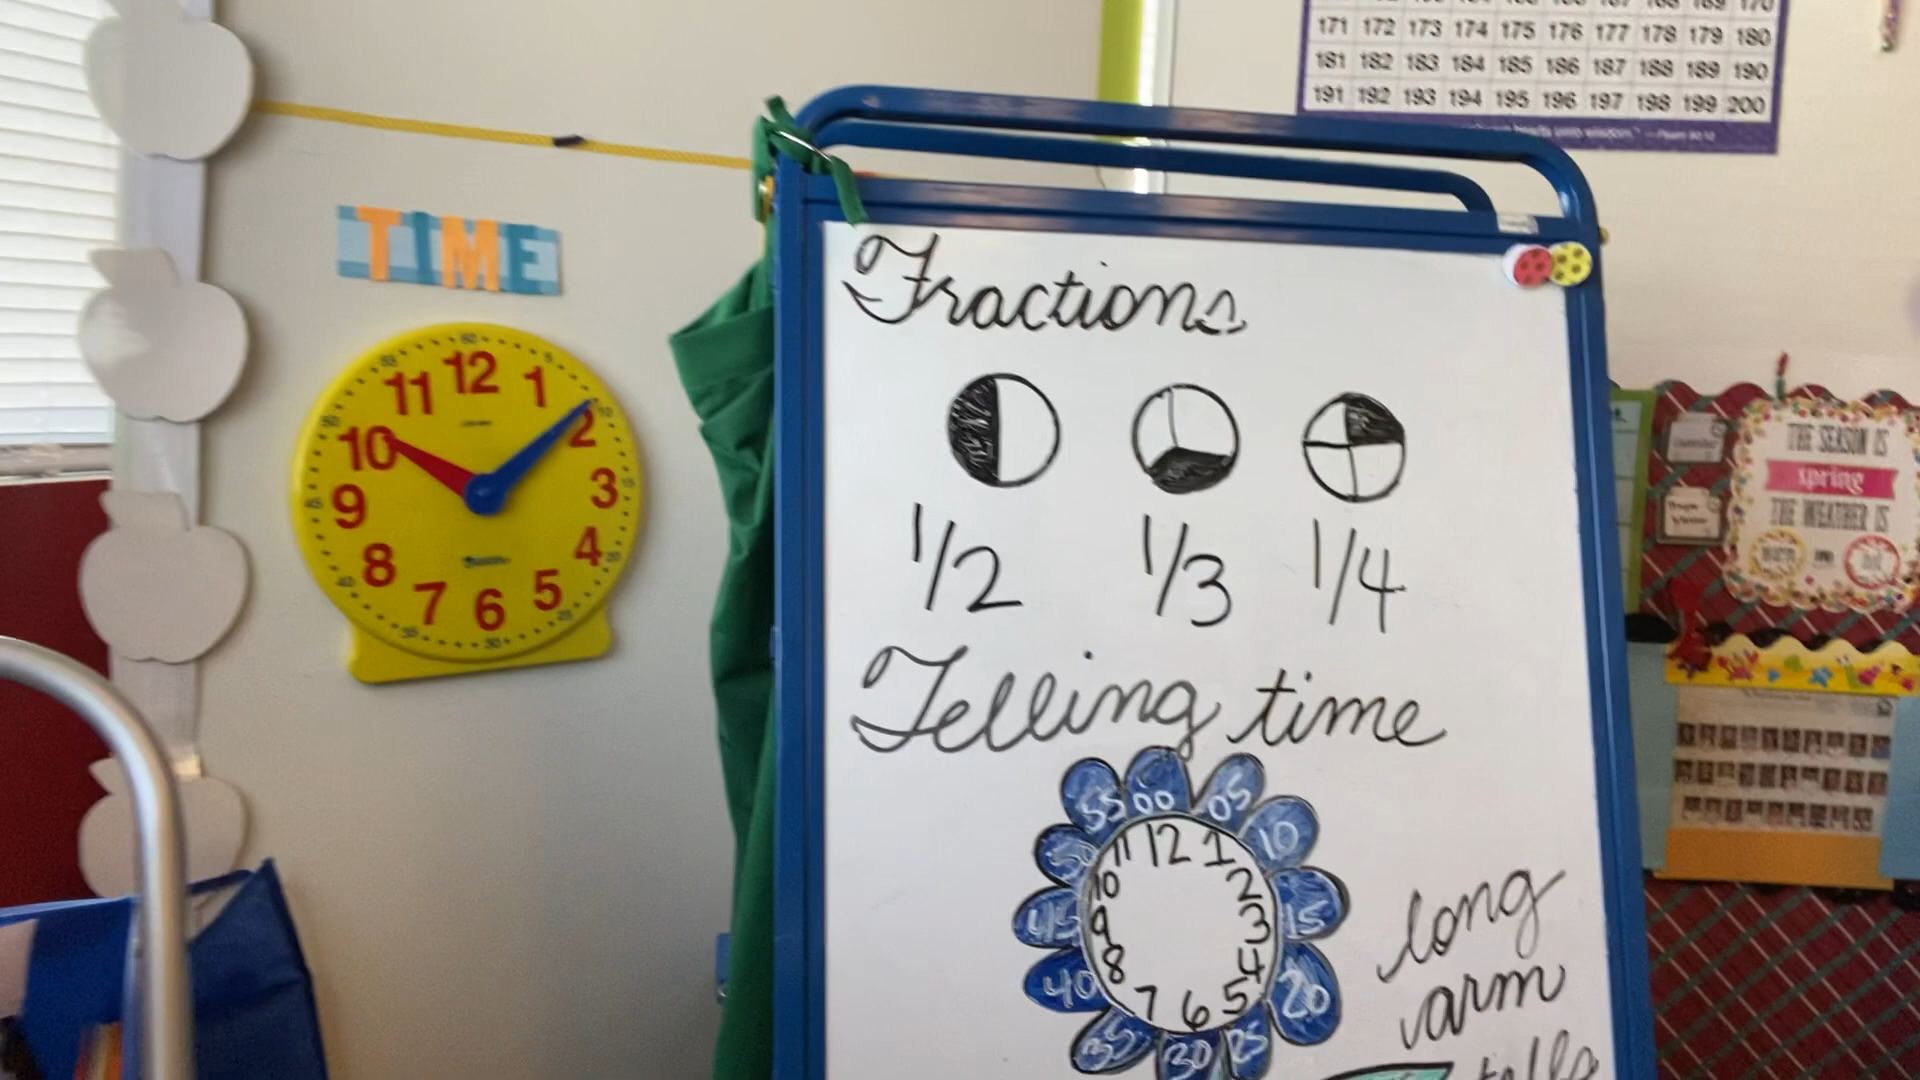 171 172 173 174 175 176 177 178 179 180
181 182 183 184 185 186 187 188 189 190
191 192 193 194 195 196 197 198 199 200
TIME
12
11 1
10 2
9 3
8 4
7 6 5
Fractions
1/2 1/3 1/4
Telling time
55 00 05
50 10
45 15
40 20
35 30 25
11 12 1
10 2
9 3
8 4
7 6 5
long
arm
tells
THE SEASON IS
spring
THE WEATHER IS